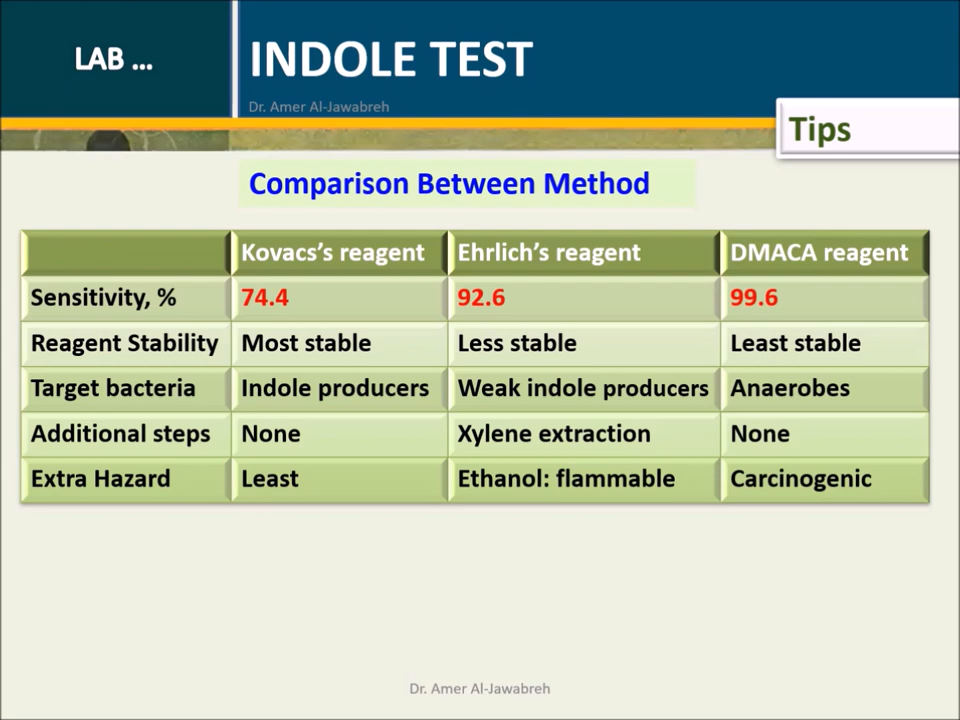 LAB ...
INDOLE TEST
Dr. Amer Al-Jawabreh
Tips
Comparison Between Method
Kovacs's reagent Ehrlich's reagent DMACA reagent
Sensitivity, % 74.4 92.6 99.6
Reagent Stability Most stable Less stable Least stable
Target bacteria Indole producers Weak indole producers Anaerobes
Additional steps None Xylene extraction None
Extra Hazard Least Ethanol: flammable Carcinogenic
Dr. Amer Al-Jawabreh